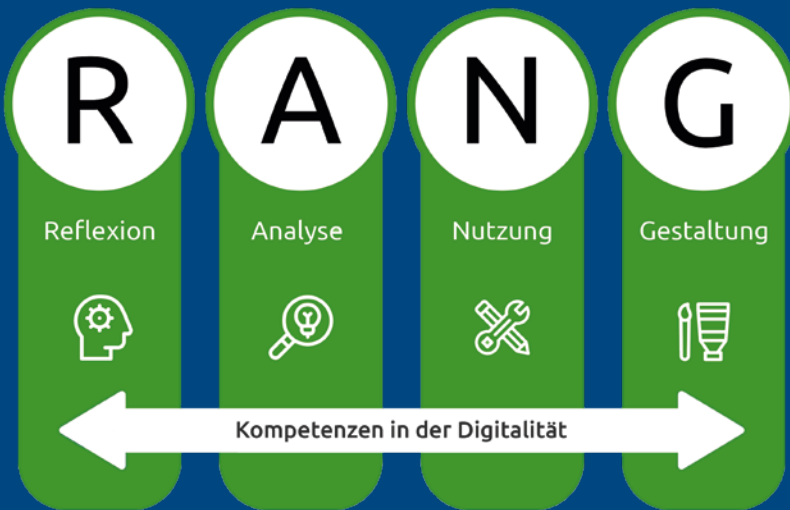 R A N G
Reflexion Analyse Nutzung Gestaltung
Kompetenzen in der Digitalität